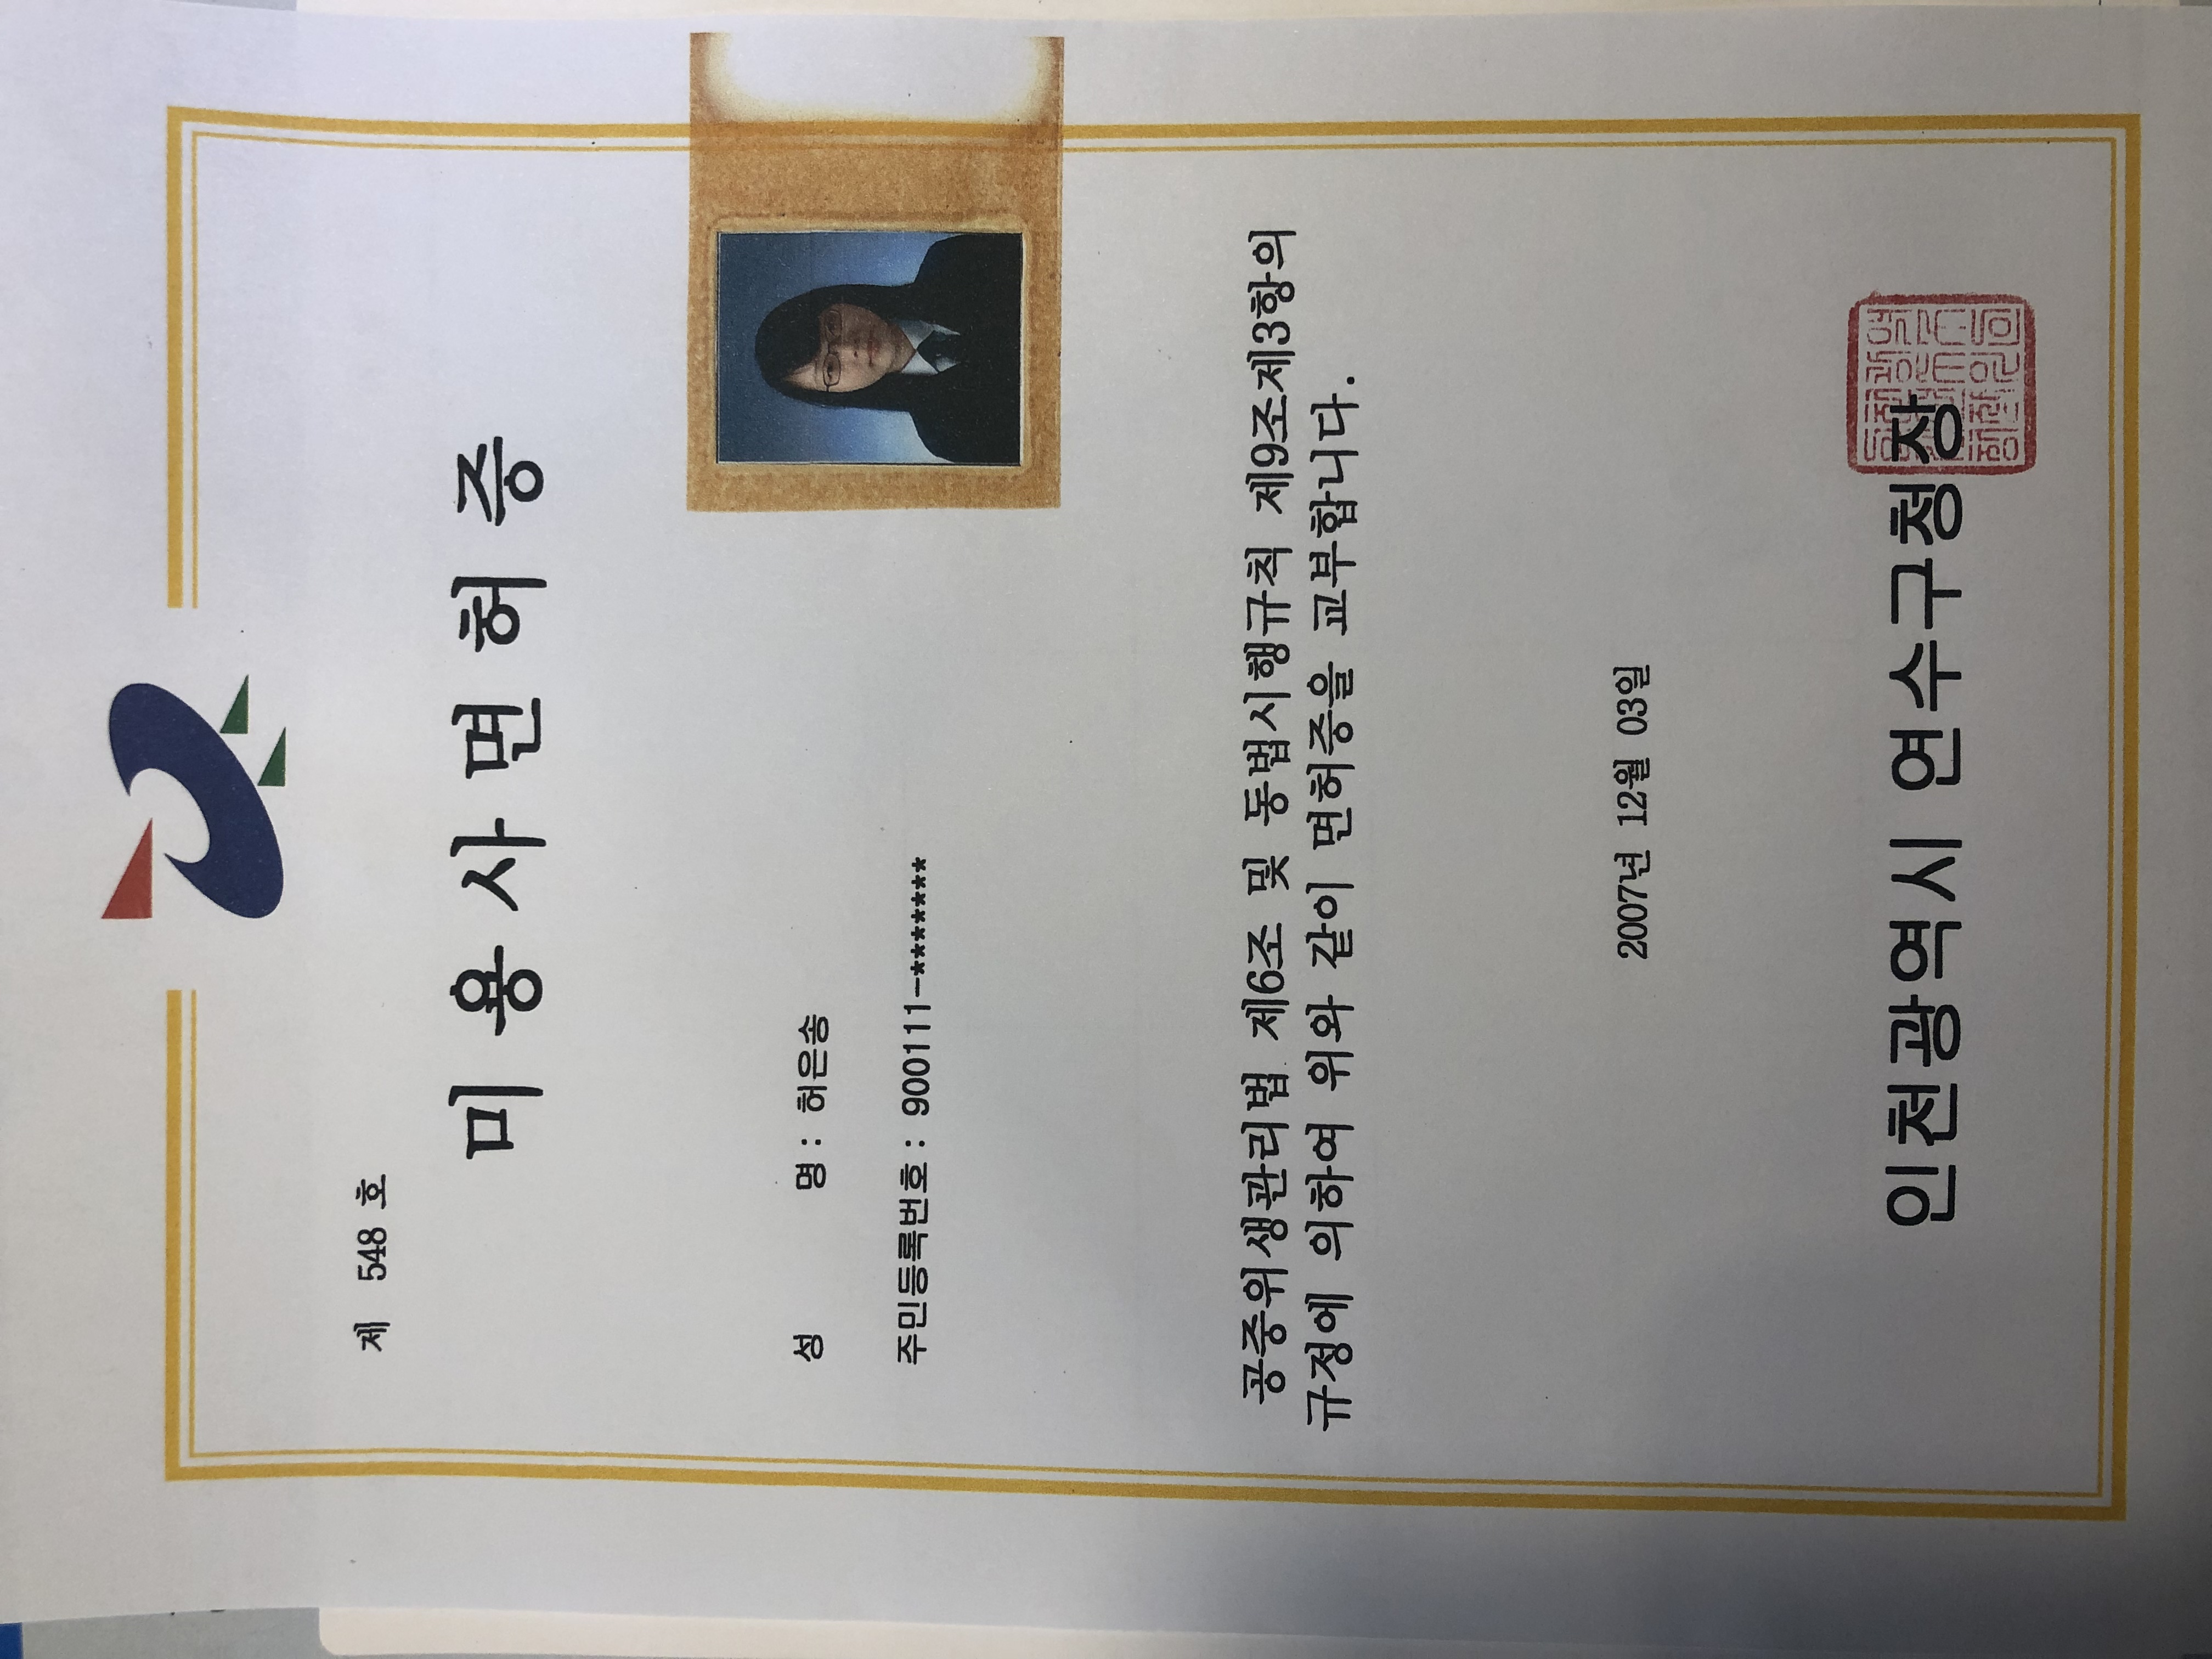 제 548 호
미용사면허증
성 명 : 허은송
주민등록번호 : 900111-*******
공중위생관리법 제6조 및 동법시행규칙 제9조제3항의
규정에 의하여 위와 같이 면허증을 교부합니다.
2007년 12월 03일
인천광역시 연수구청장